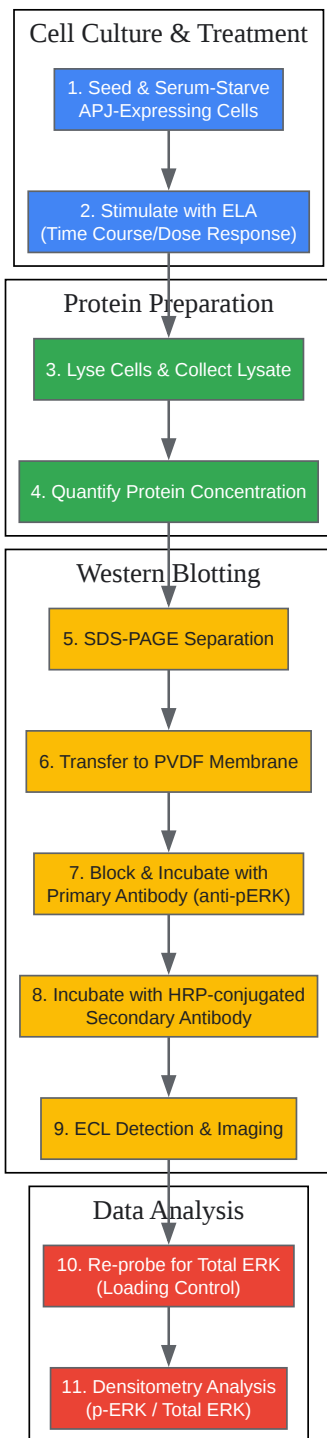 Cell Culture & Treatment
1. Seed & Serum-Starve
APJ-Expressing Cells
2. Stimulate with ELA
(Time Course/Dose Response)
Protein Preparation
3. Lyse Cells & Collect Lysate
4. Quantify Protein Concentration
Western Blotting
5. SDS-PAGE Separation
6. Transfer to PVDF Membrane
7. Block & Incubate with
Primary Antibody (anti-pERK)
8. Incubate with HRP-conjugated
Secondary Antibody
9. ECL Detection & Imaging
Data Analysis
10. Re-probe for Total ERK
(Loading Control)
11. Densitometry Analysis
(p-ERK / Total ERK)